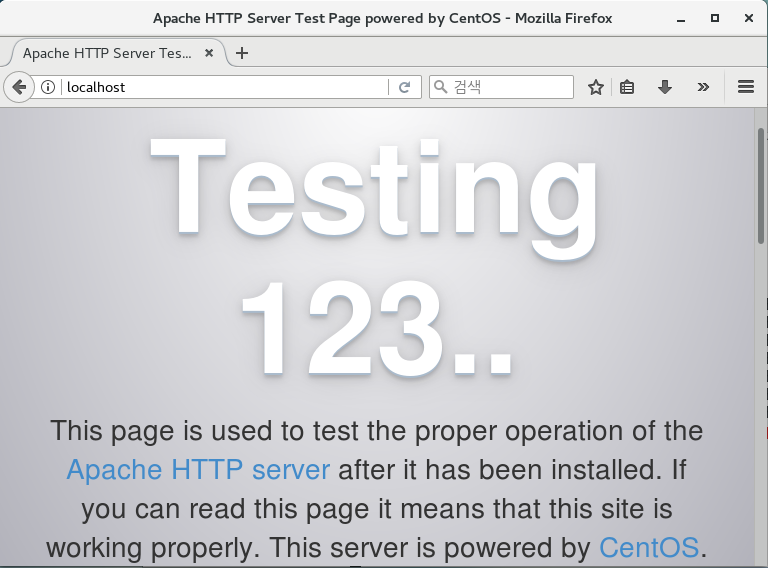 Apache HTTP Server Test Page powered by CentOS - Mozilla Firefox
Apache HTTP Server Tes...
localhost
검색
Testing
123..
This page is used to test the proper operation of the
Apache HTTP server after it has been installed. If
you can read this page it means that this site is
working properly. This server is powered by CentOS.